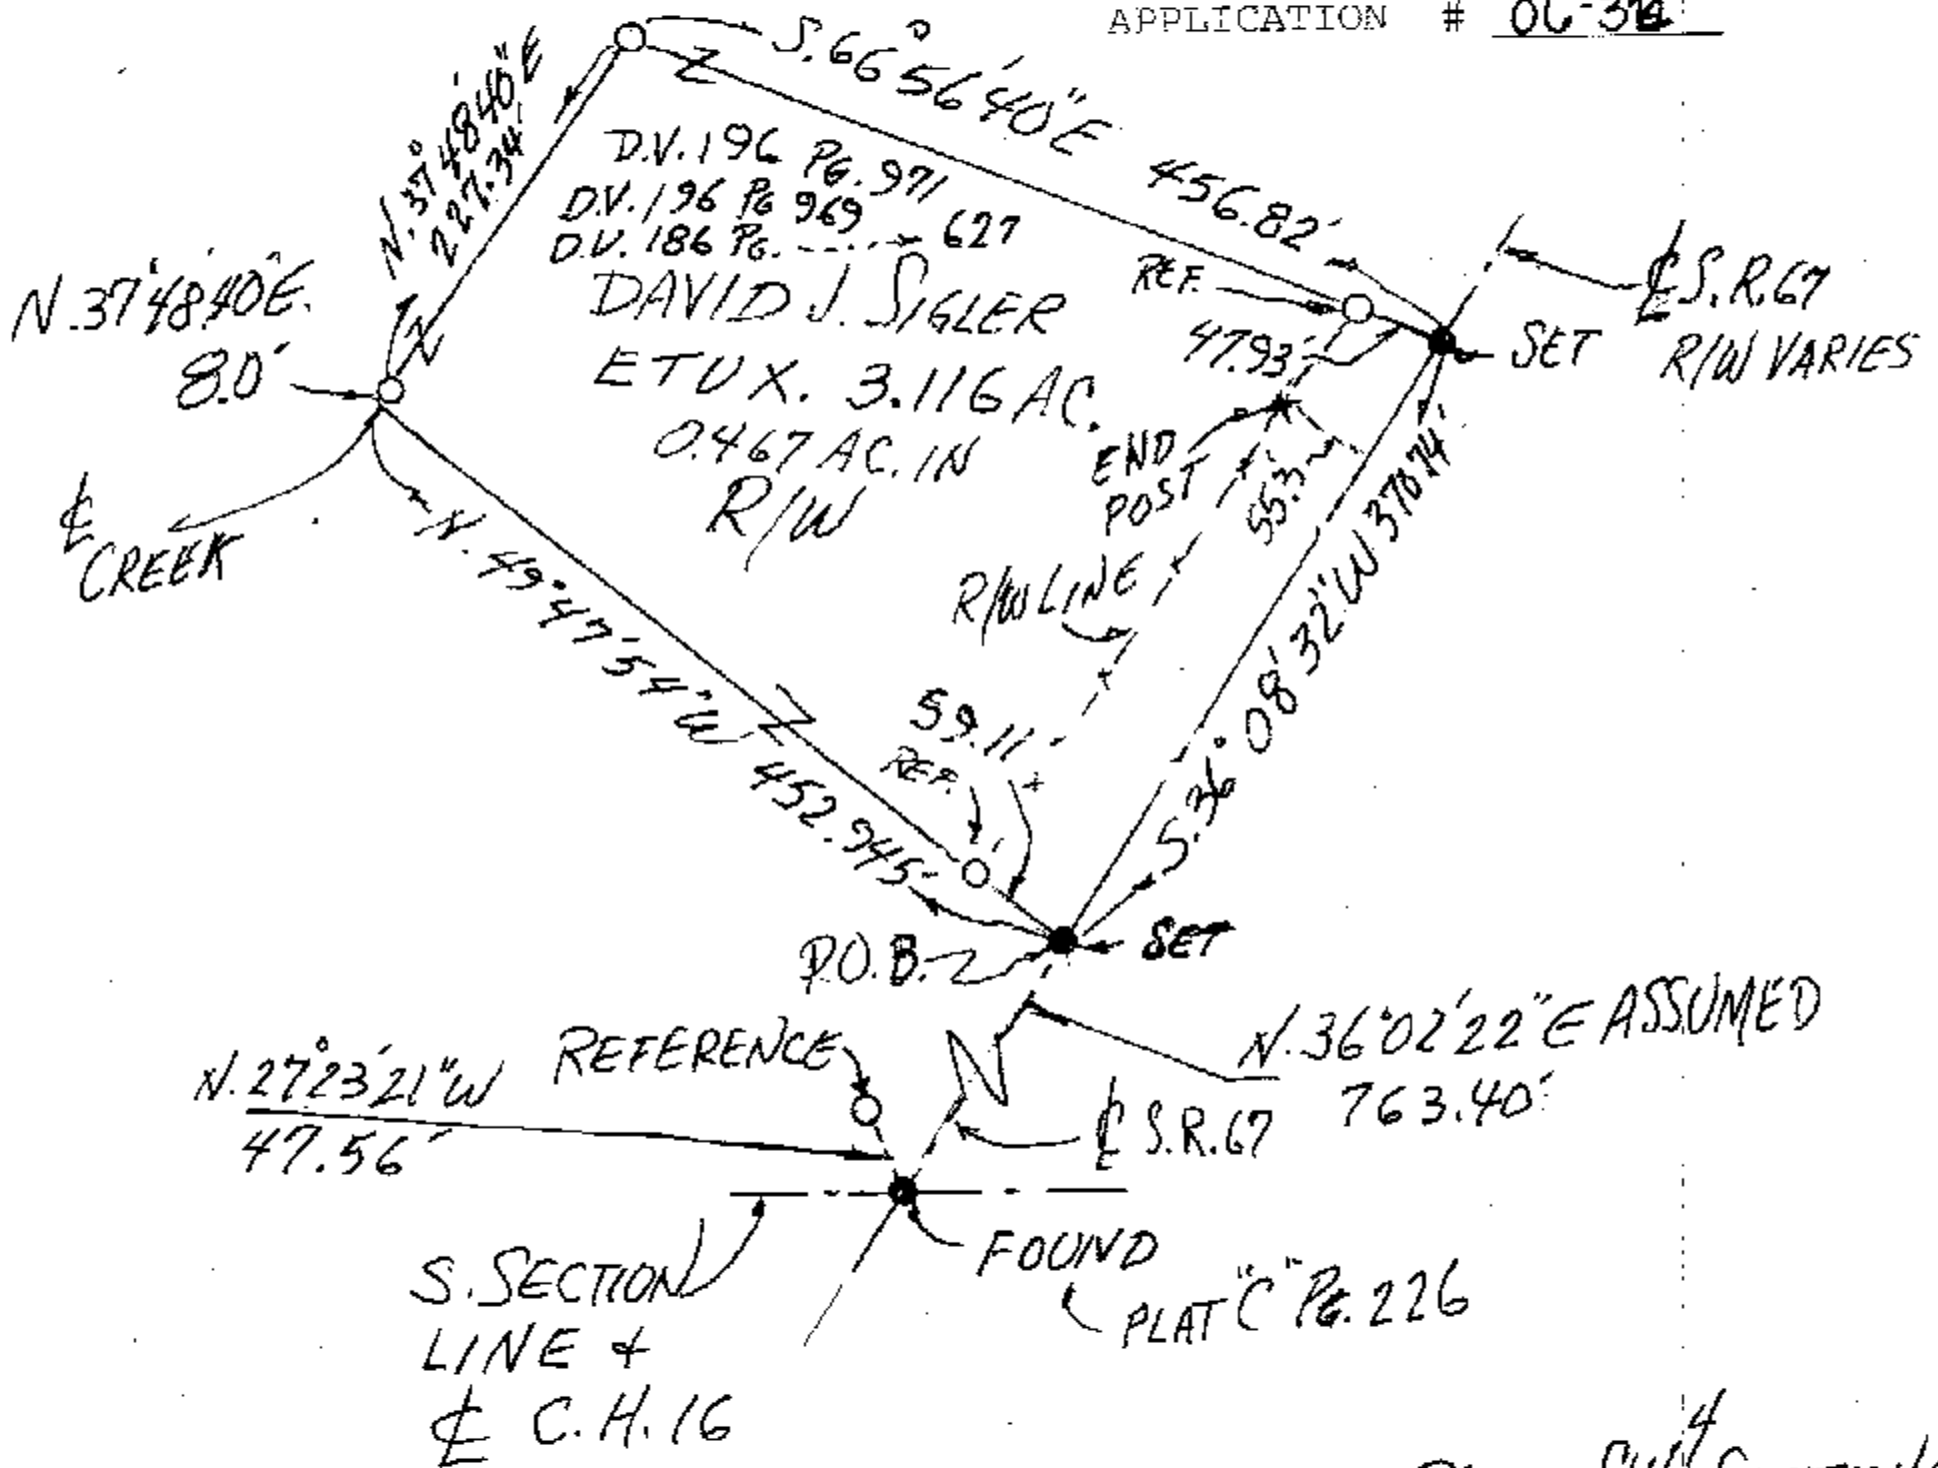 APPLICATION #
S. 66° 56' 40" E
456.82'
N. 37° 48' 40" E
227.34'
D.V. 196 PG. 971
D.V. 196 PG 969
D.V. 186 PG. 627
DAVID J. SIGLER
ETUX. 3.116 AC.
0.467 AC. IN
R/W
N. 37° 48' 40" E.
8.0'
REF.
47.93'
SET
℄ S.R. 67
R/W VARIES
END
POST
55.3
℄
CREEK
R/W LINE
S. 36° 08' 32" W 370.74'
N. 49° 47' 54" W 452.945'
59.11'
REF.
P.O.B.
SET
N. 36° 02' 22" E ASSUMED
763.40'
REFERENCE
N. 27° 23' 21" W
47.56'
℄ S.R. 67
FOUND
PLAT "C" PG. 226
S. SECTION
LINE +
℄ C.H. 16